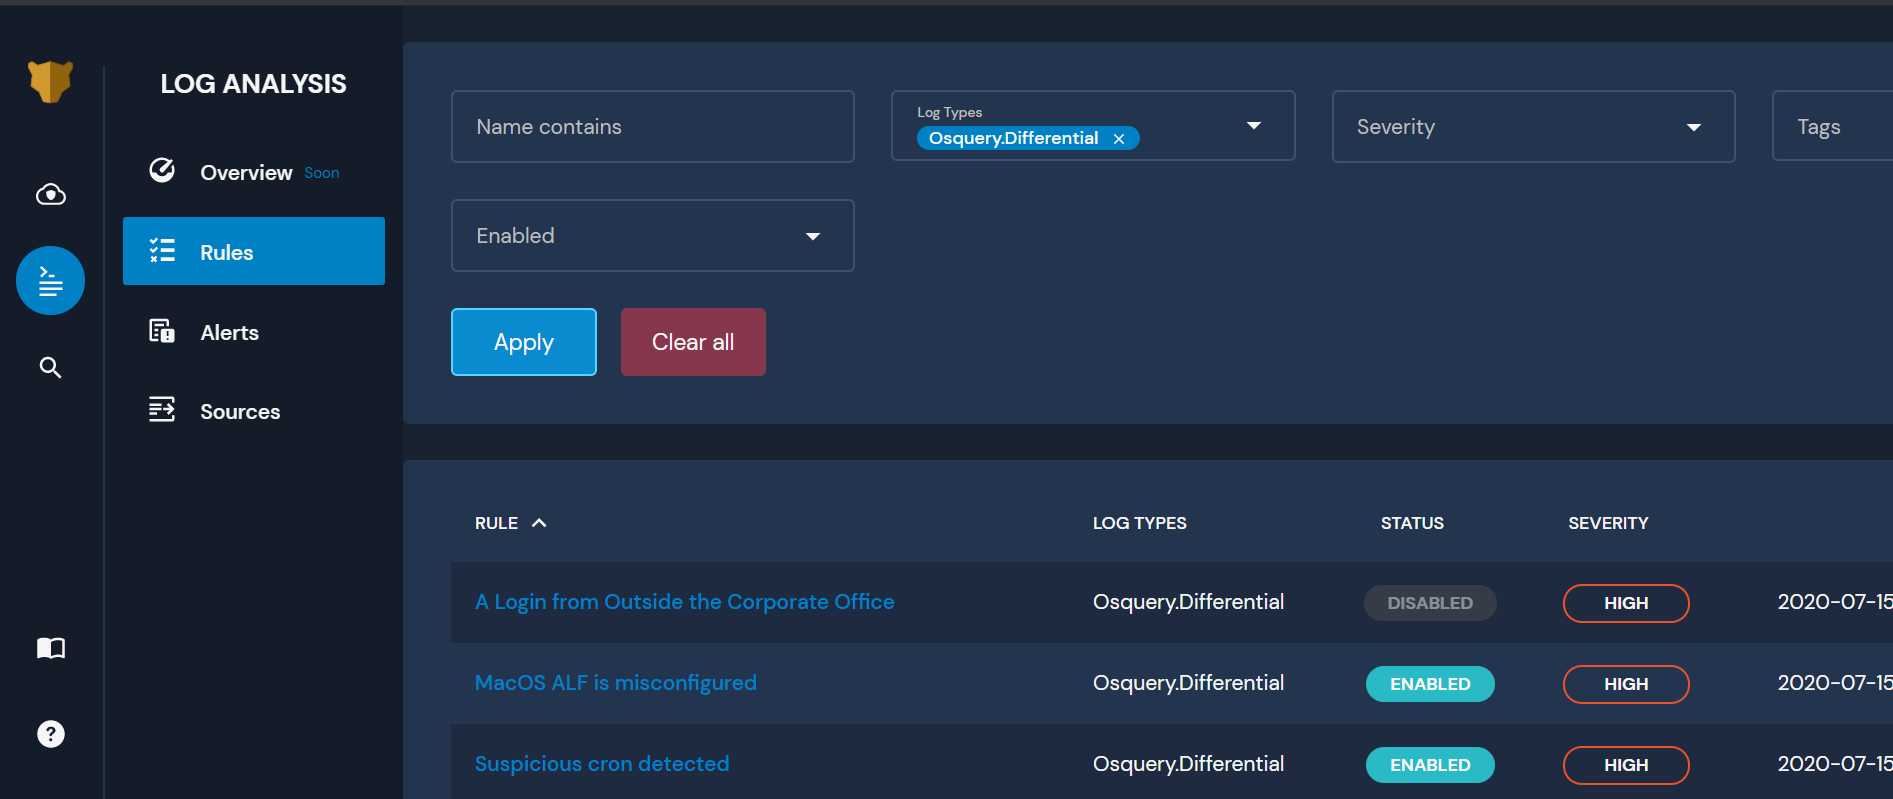 LOG ANALYSIS
Overview Soon
Rules
Alerts
Sources
Name contains
Log Types
Osquery.Differential
Severity
Tags
Enabled
Apply
Clear all
RULE LOG TYPES STATUS SEVERITY
A Login from Outside the Corporate Office Osquery.Differential DISABLED HIGH 2020-07-15
MacOS ALF is misconfigured Osquery.Differential ENABLED HIGH 2020-07-15
Suspicious cron detected Osquery.Differential ENABLED HIGH 2020-07-15